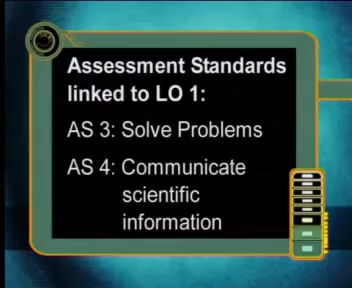 Assessment Standards
linked to LO 1:
AS 3: Solve Problems
AS 4: Communicate
scientific
information